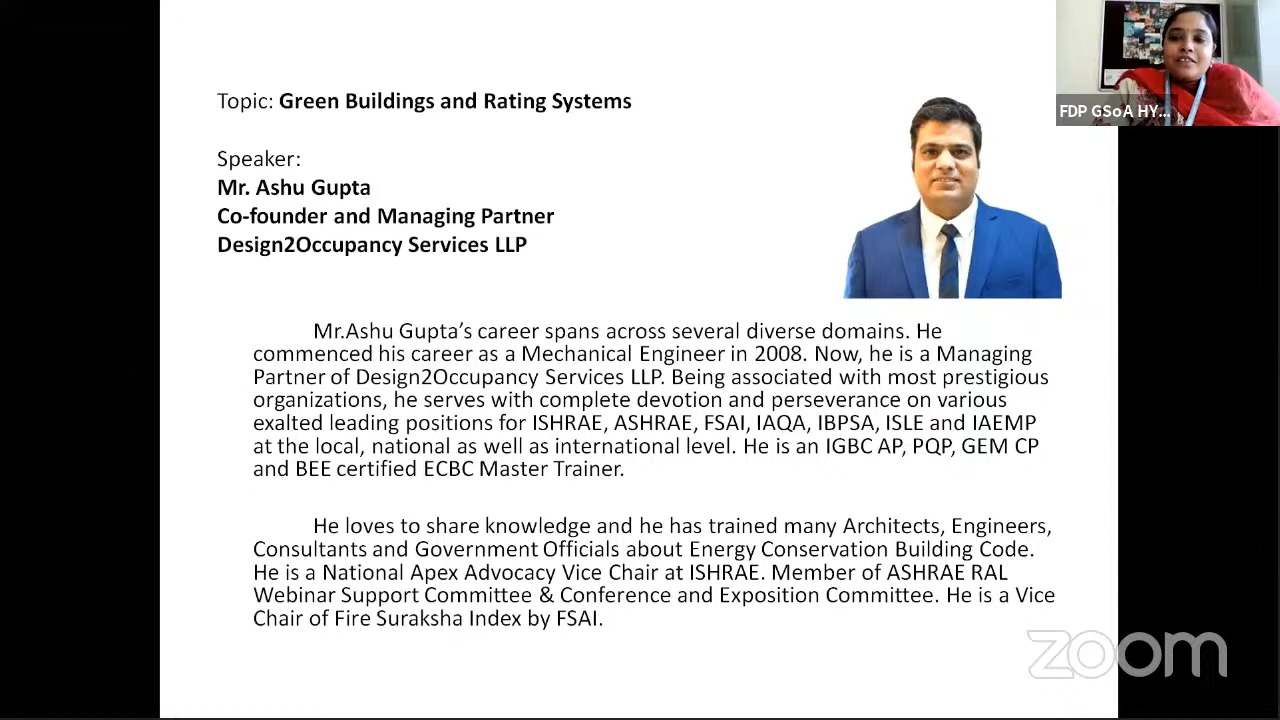 Topic: Green Buildings and Rating Systems
Speaker:
Mr. Ashu Gupta
Co-founder and Managing Partner
Design2Occupancy Services LLP
FDP GSoA HY...
Mr.Ashu Gupta’s career spans across several diverse domains. He
commenced his career as a Mechanical Engineer in 2008. Now, he is a Managing
Partner of Design2Occupancy Services LLP. Being associated with most prestigious
organizations, he serves with complete devotion and perseverance on various
exalted leading positions for ISHRAE, ASHRAE, FSAI, IAQA, IBPSA, ISLE and IAEMP
at the local, national as well as international level. He is an IGBC AP, PQP, GEM CP
and BEE certified ECBC Master Trainer.
He loves to share knowledge and he has trained many Architects, Engineers,
Consultants and Government Officials about Energy Conservation Building Code.
He is a National Apex Advocacy Vice Chair at ISHRAE. Member of ASHRAE RAL
Webinar Support Committee & Conference and Exposition Committee. He is a Vice
Chair of Fire Suraksha Index by FSAI.
zoom